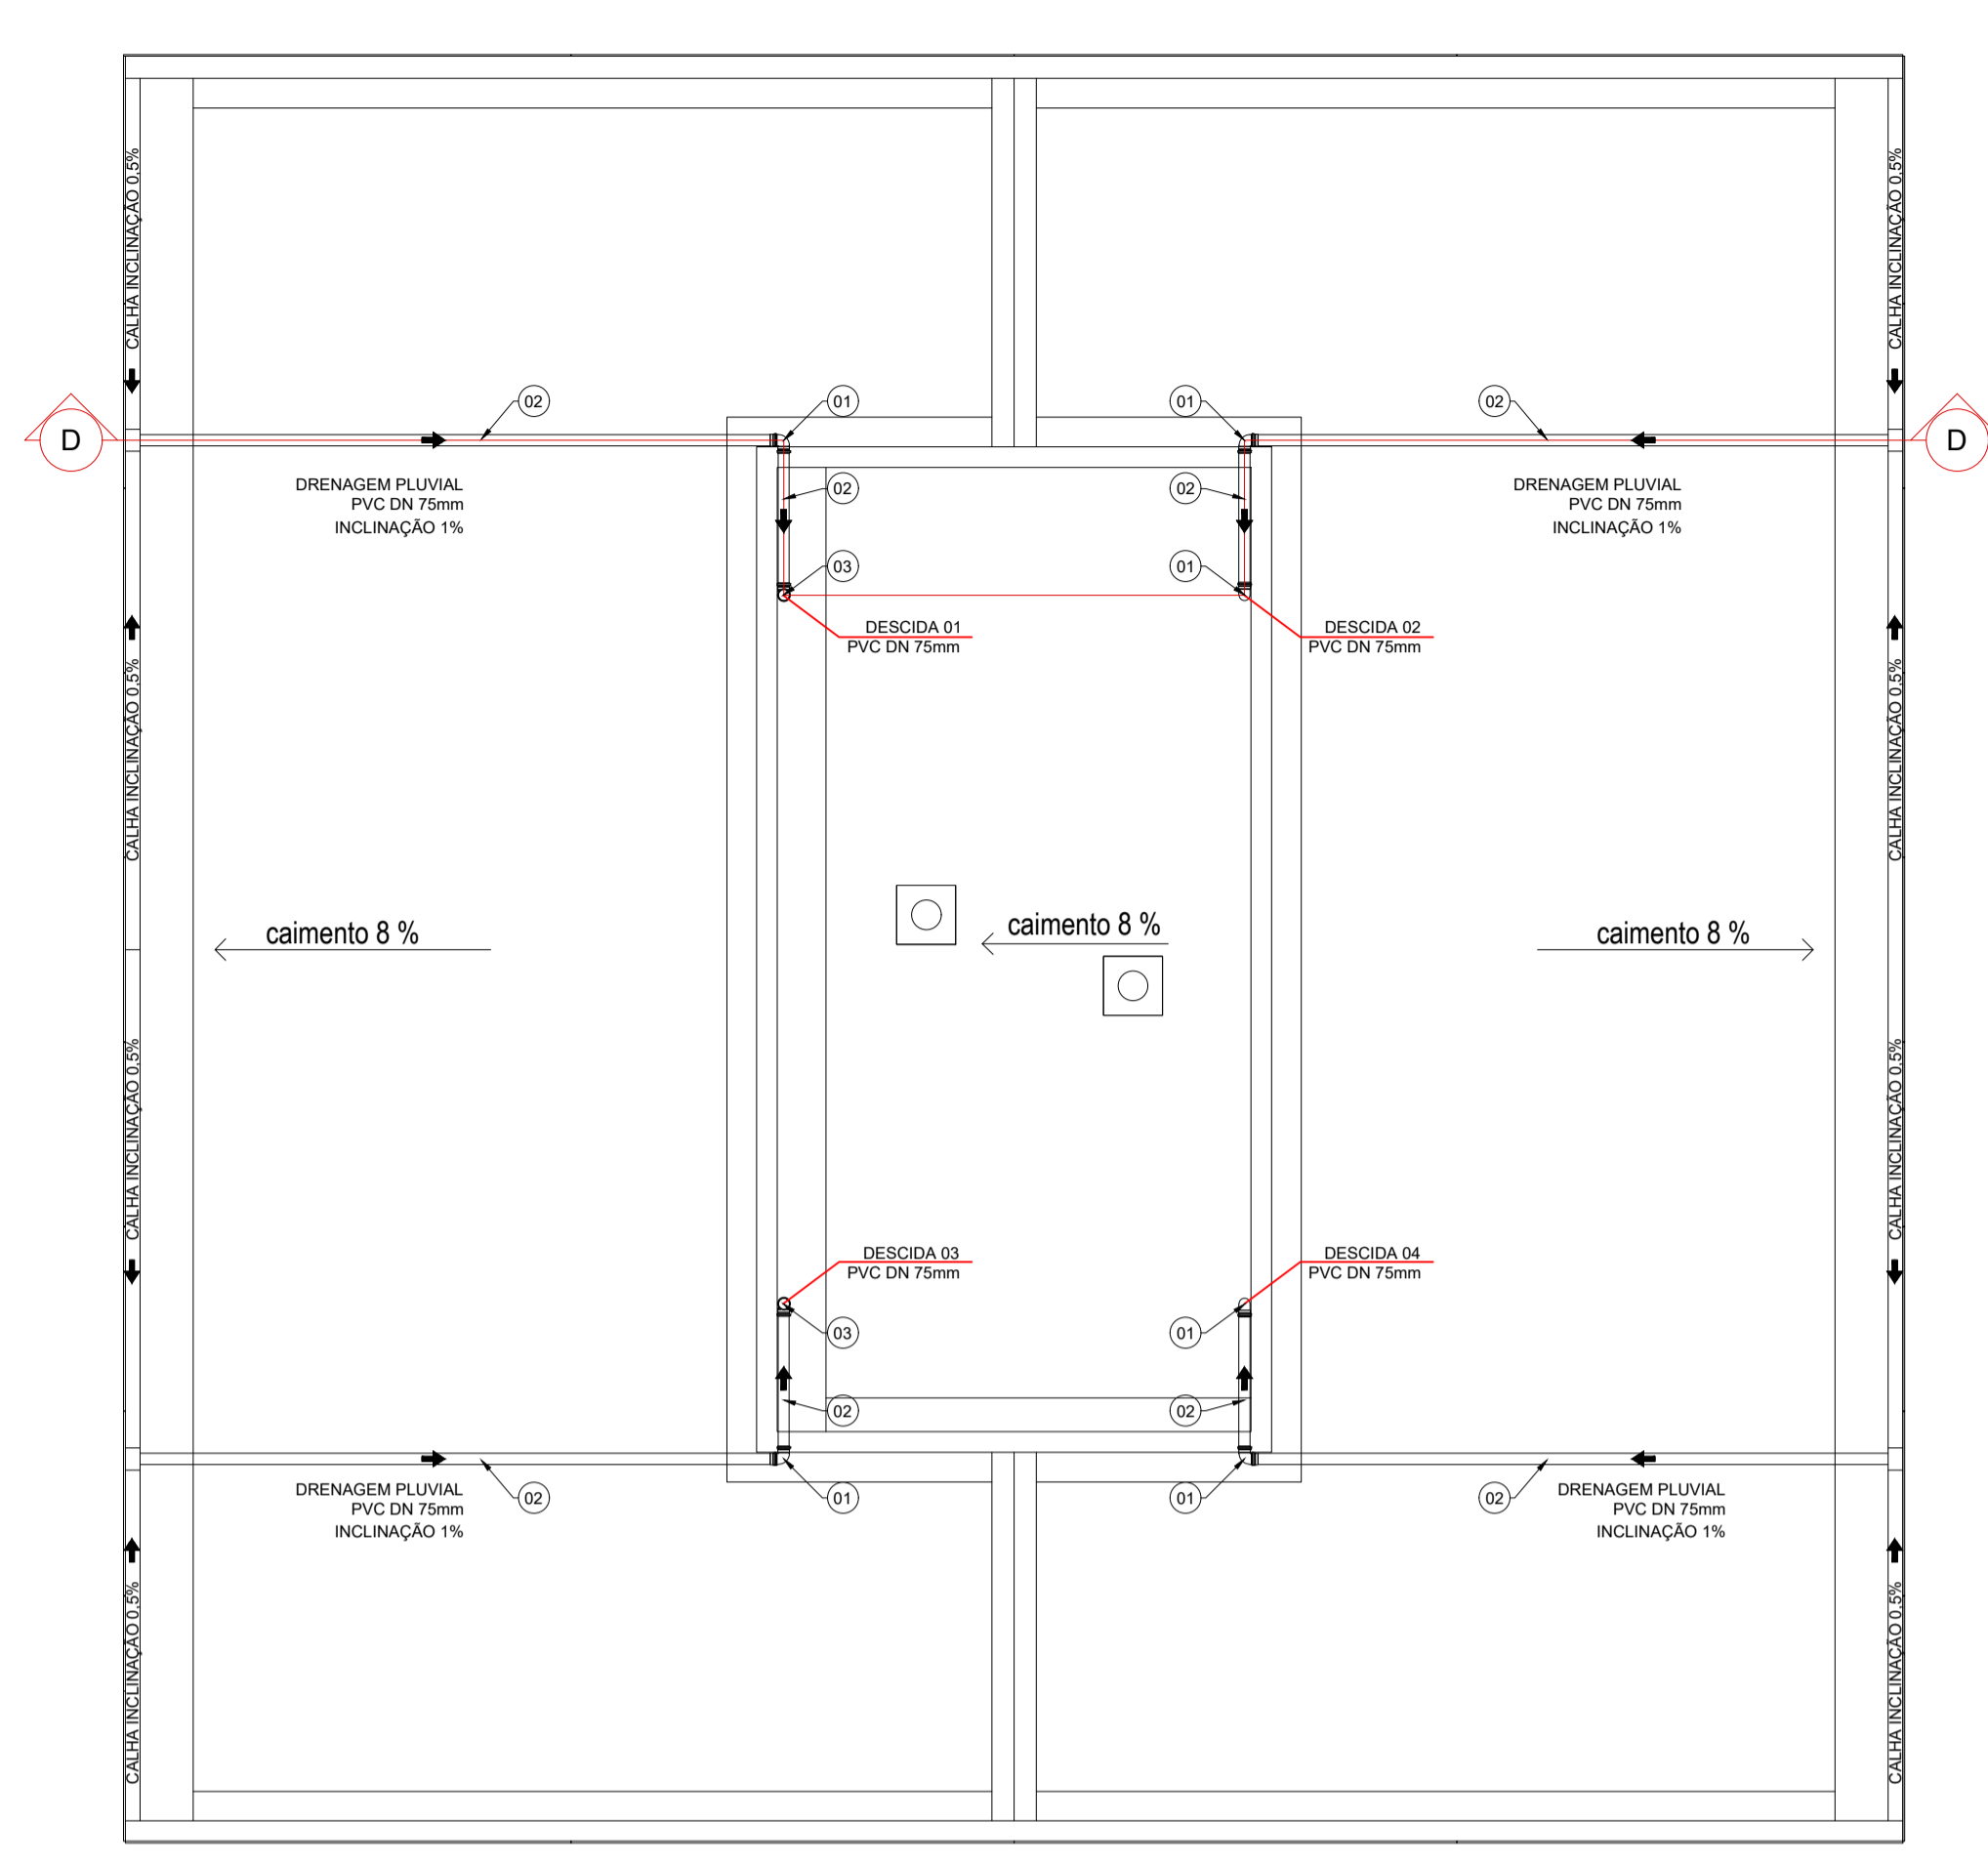 CALHA INCLINAÇÃO 0,5%
CALHA INCLINAÇÃO 0,5%
02
01
01
02
D
D
DRENAGEM PLUVIAL
PVC DN 75mm
INCLINAÇÃO 1%
02
02
DRENAGEM PLUVIAL
PVC DN 75mm
INCLINAÇÃO 1%
03
01
DESCIDA 01
PVC DN 75mm
DESCIDA 02
PVC DN 75mm
CALHA INCLINAÇÃO 0,5%
CALHA INCLINAÇÃO 0,5%
caimento 8 %
caimento 8 %
caimento 8 %
CALHA INCLINAÇÃO 0,5%
CALHA INCLINAÇÃO 0,5%
DESCIDA 03
PVC DN 75mm
DESCIDA 04
PVC DN 75mm
03
01
02
02
DRENAGEM PLUVIAL
PVC DN 75mm
INCLINAÇÃO 1%
02
01
01
02
DRENAGEM PLUVIAL
PVC DN 75mm
INCLINAÇÃO 1%
CALHA INCLINAÇÃO 0,5%
CALHA INCLINAÇÃO 0,5%